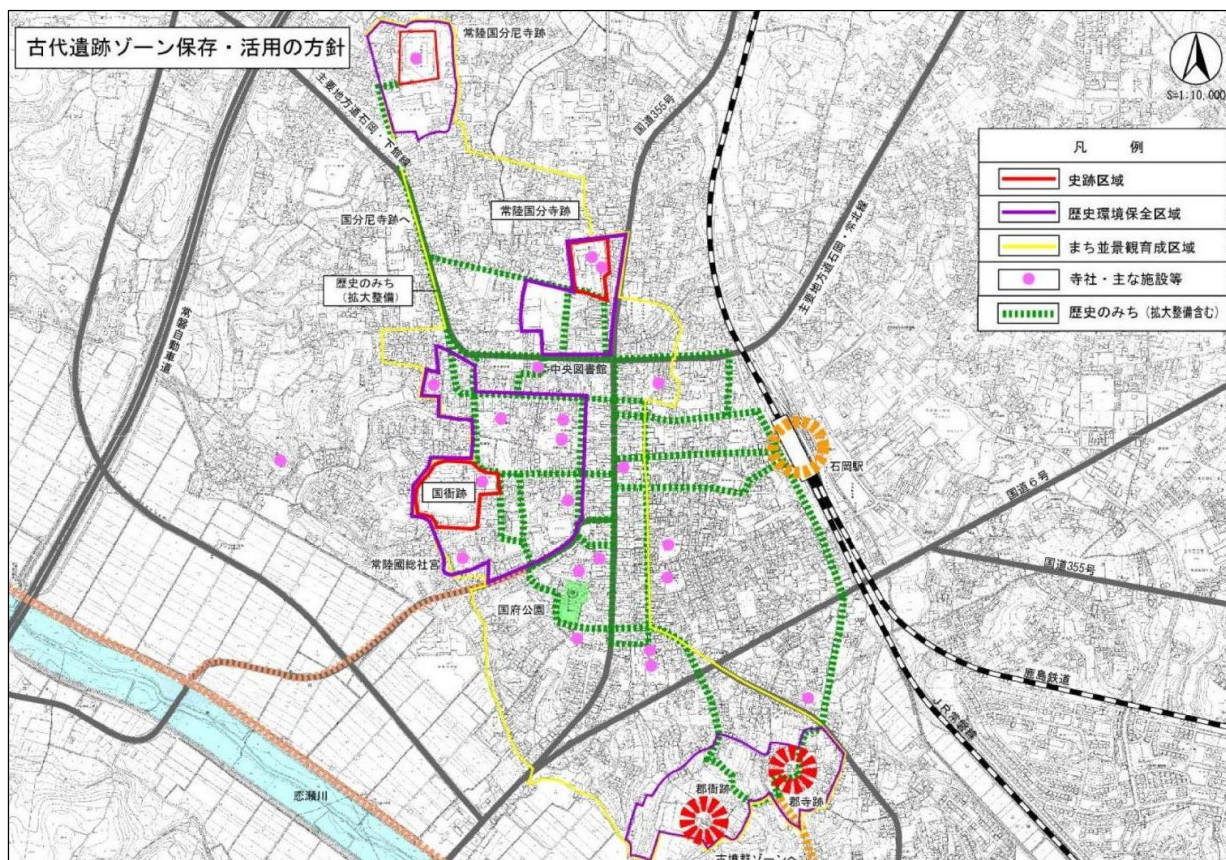 古代遺跡ゾーン保存・活用の方針
常陸国分尼寺跡
S=1:10,000
主要地方道石岡・下館線
国道355号
凡 例
史跡区域
歴史環境保全区域
まち並景観育成区域
寺社・主な施設等
歴史のみち（拡大整備含む）
国分尼寺跡へ
常陸国分寺跡
主要地方道石岡・常北線
歴史のみち
（拡大整備）
常磐自動車道
中央図書館
石岡駅
国衙跡
国道6号
常陸國総社宮
国府公園
国道355号
鹿島鉄道
JR常磐線
恋瀬川
郡衙跡
郡寺跡
古墳群ゾーンへ